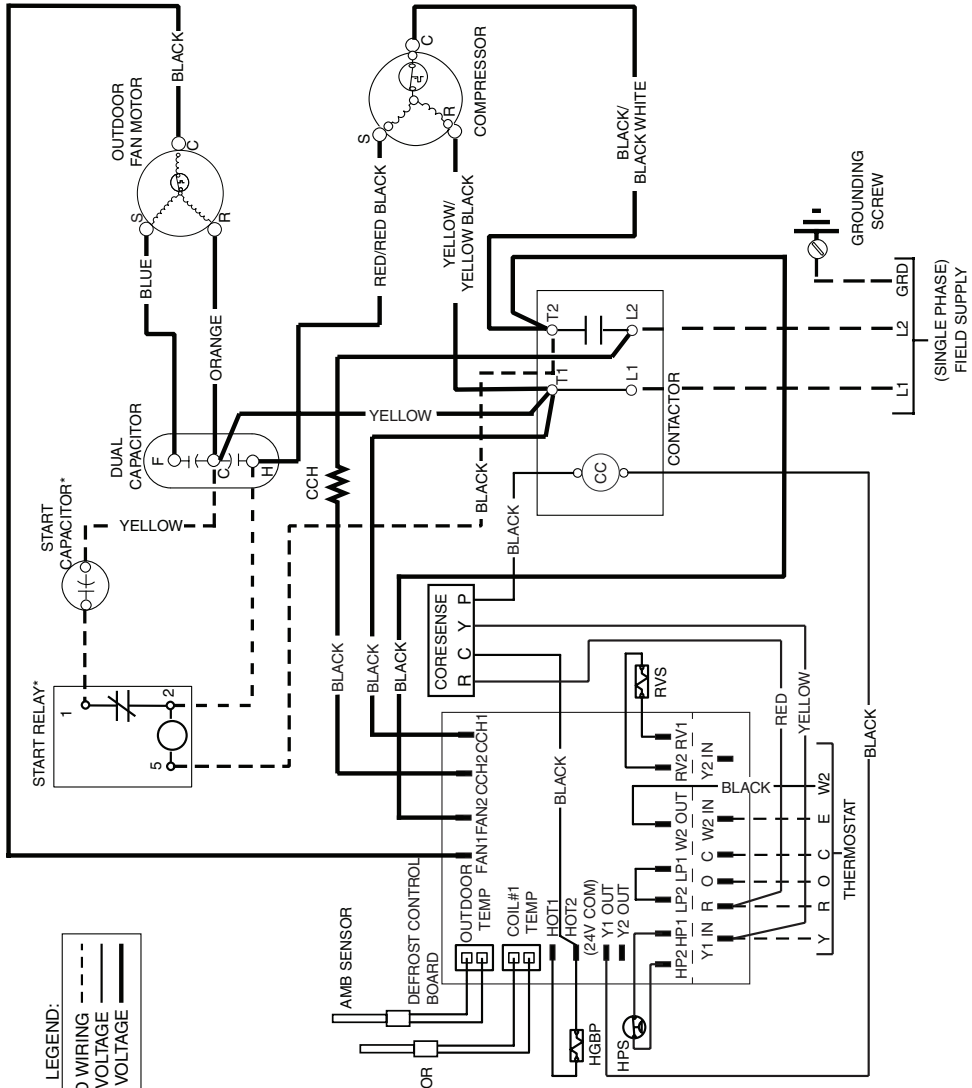 BLACK
OUTDOOR
FAN MOTOR
C
S
R
BLUE
ORANGE
COMPRESSOR
C
S
R
RED/RED BLACK
YELLOW/
YELLOW BLACK
BLACK/
BLACK WHITE
GROUNDING
SCREW
GRD
L2
L1
(SINGLE PHASE)
FIELD SUPPLY
DUAL
CAPACITOR
F
C
H
YELLOW
START
CAPACITOR*
YELLOW
START RELAY*
1
2
5
CCH
BLACK
T2
L2
T1
L1
CC
CONTACTOR
BLACK
BLACK
BLACK
BLACK
CORESENSE
R C Y P
RVS
RED
YELLOW
BLACK
BLACK
BLACK
FAN1 FAN2 CCH2 CCH1
OUTDOOR
TEMP
COIL#1
TEMP
HOT1
HOT2
(24V COM)
Y1 OUT
Y2 OUT
HP2 HP1 LP2 LP1 W2 OUT RV2 RV1
Y1 IN R O C W2 IN Y2 IN
Y R O C E W2
THERMOSTAT
DEFROST CONTROL
BOARD
AMB SENSOR
OR
HGBP
HPS
LEGEND:
D WIRING
VOLTAGE
VOLTAGE